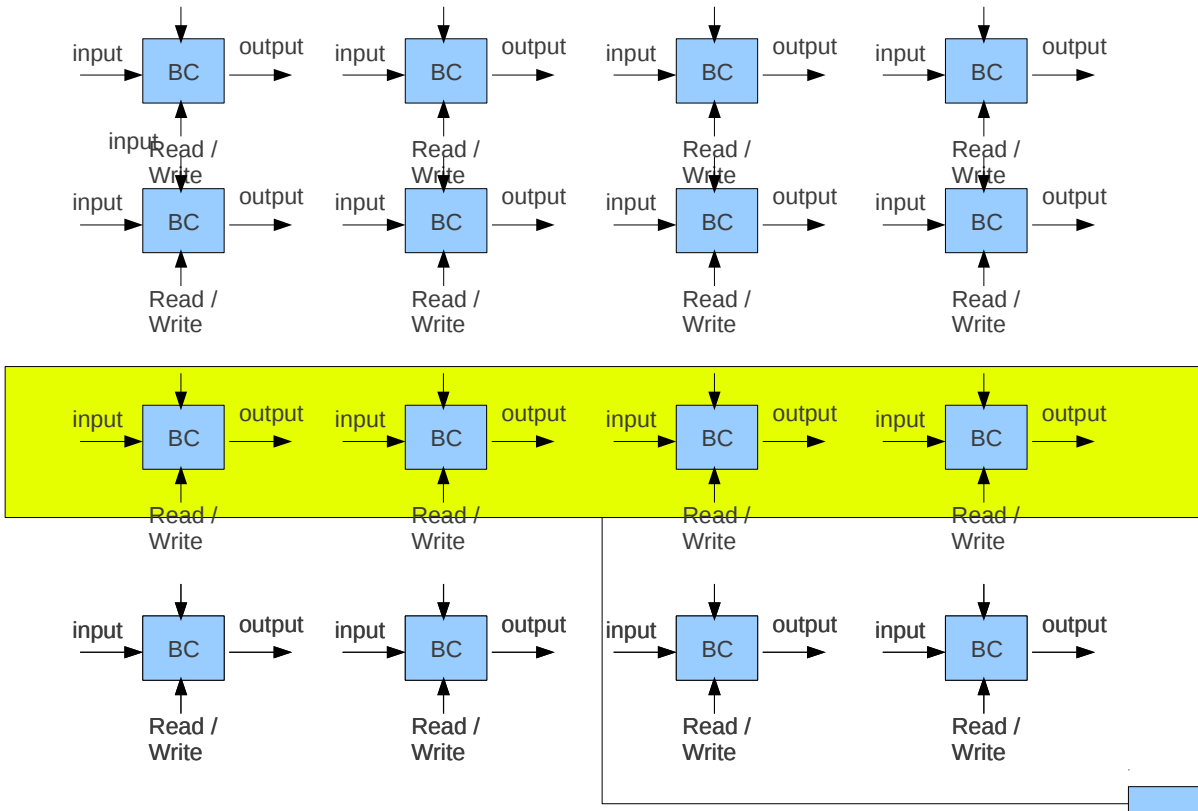 input output input output input output input output
BC BC BC BC
input
Read / Read / Read / Read /
Write Write Write Write
input output input output input output input output
BC BC BC BC
Read / Read / Read / Read /
Write Write Write Write
input output input output input output input output
BC BC BC BC
Read / Read / Read / Read /
Write Write Write Write
input output input output input output input output
BC BC BC BC
Read / Read / Read / Read /
Write Write Write Write